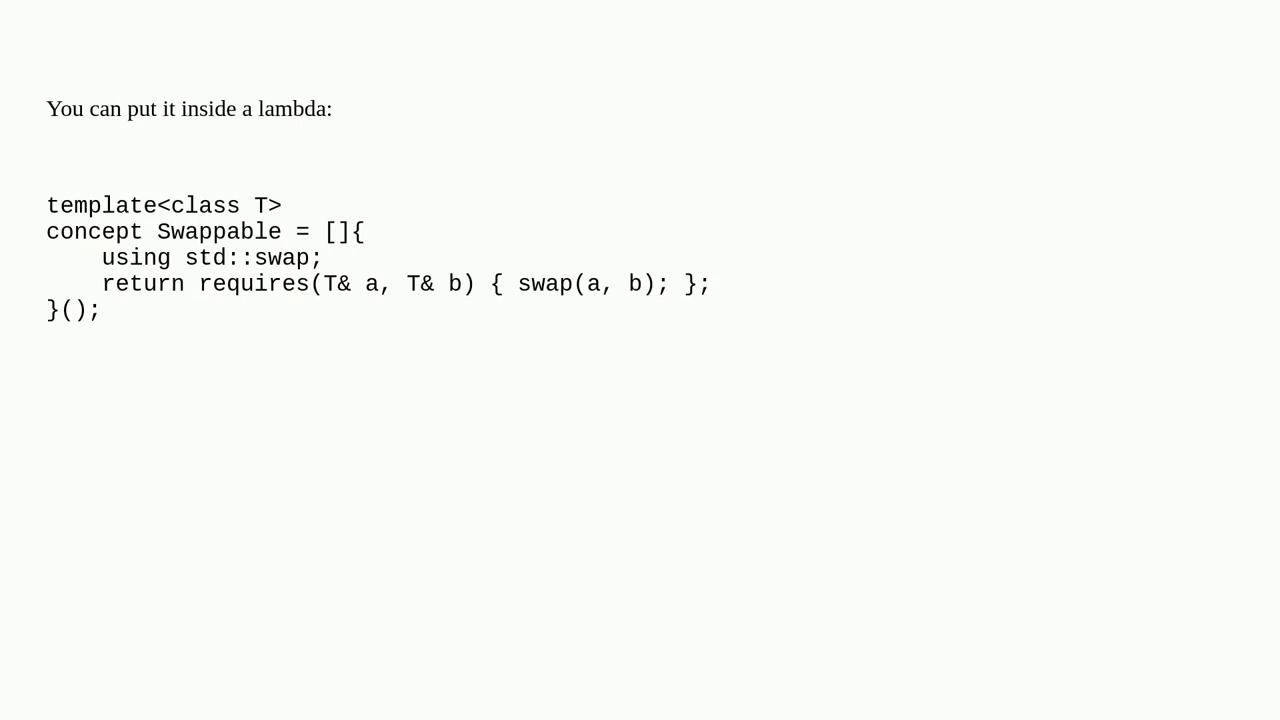 You can put it inside a lambda:
template<class T>
concept Swappable = []{
    using std::swap;
    return requires(T& a, T& b) { swap(a, b); };
}();